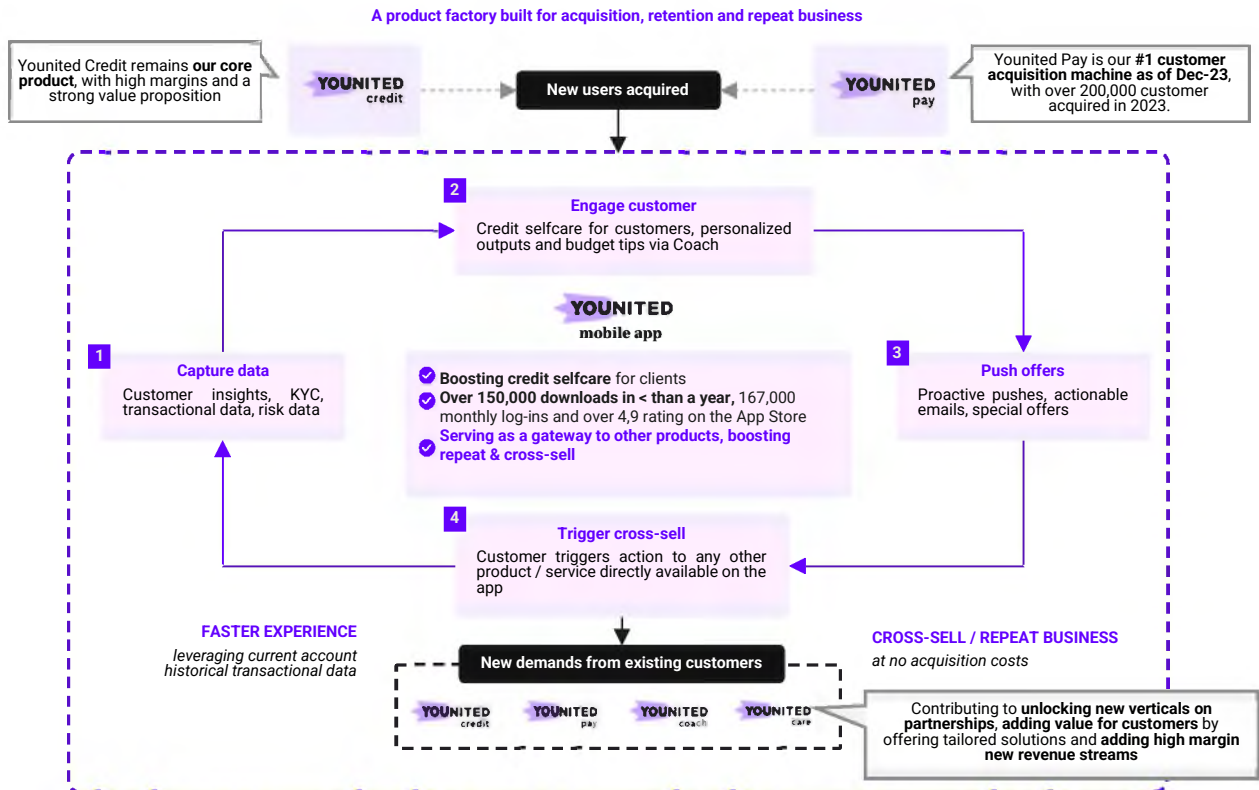 A product factory built for acquisition, retention and repeat business
Younited Credit remains our core
product, with high margins and a
strong value proposition
YOUNITED
credit
New users acquired
YOUNITED
pay
Younited Pay is our #1 customer
acquisition machine as of Dec-23,
with over 200,000 customer
acquired in 2023.
2
Engage customer
Credit selfcare for customers, personalized
outputs and budget tips via Coach
YOUNITED
mobile app
1
Capture data
Customer insights, KYC,
transactional data, risk data
Boosting credit selfcare for clients
Over 150,000 downloads in < than a year, 167,000
monthly log-ins and over 4,9 rating on the App Store
Serving as a gateway to other products, boosting
repeat & cross-sell
3
Push offers
Proactive pushes, actionable
emails, special offers
4
Trigger cross-sell
Customer triggers action to any other
product / service directly available on the
app
FASTER EXPERIENCE
leveraging current account
historical transactional data
New demands from existing customers
CROSS-SELL / REPEAT BUSINESS
at no acquisition costs
YOUNITED
credit
YOUNITED
pay
YOUNITED
coach
YOUNITED
care
Contributing to unlocking new verticals on
partnerships, adding value for customers by
offering tailored solutions and adding high margin
new revenue streams